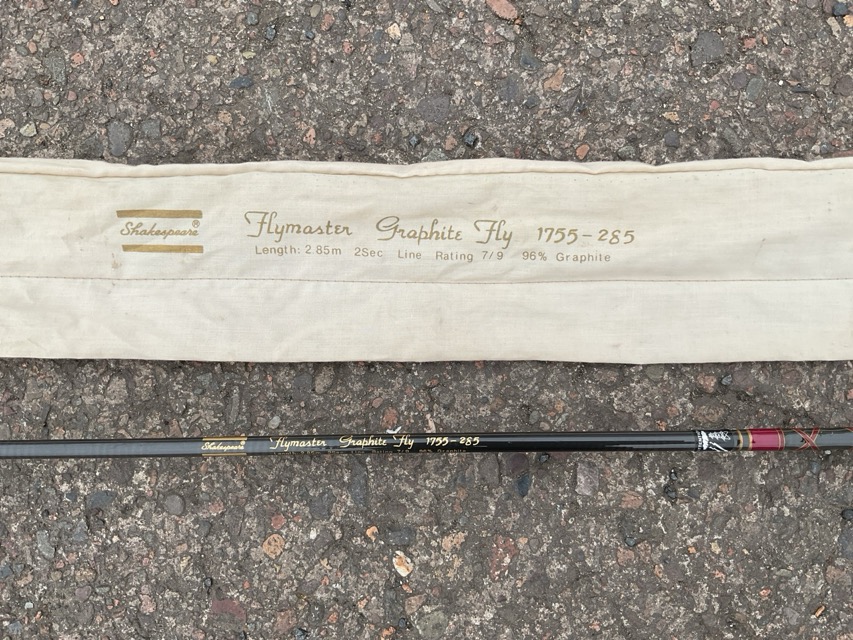 Shakespeare®
Flymaster Graphite Fly 1755-285
Length: 2.85m 2Sec Line Rating 7/9 96% Graphite
Shakespeare
Flymaster Graphite Fly 1755-285
Graphite